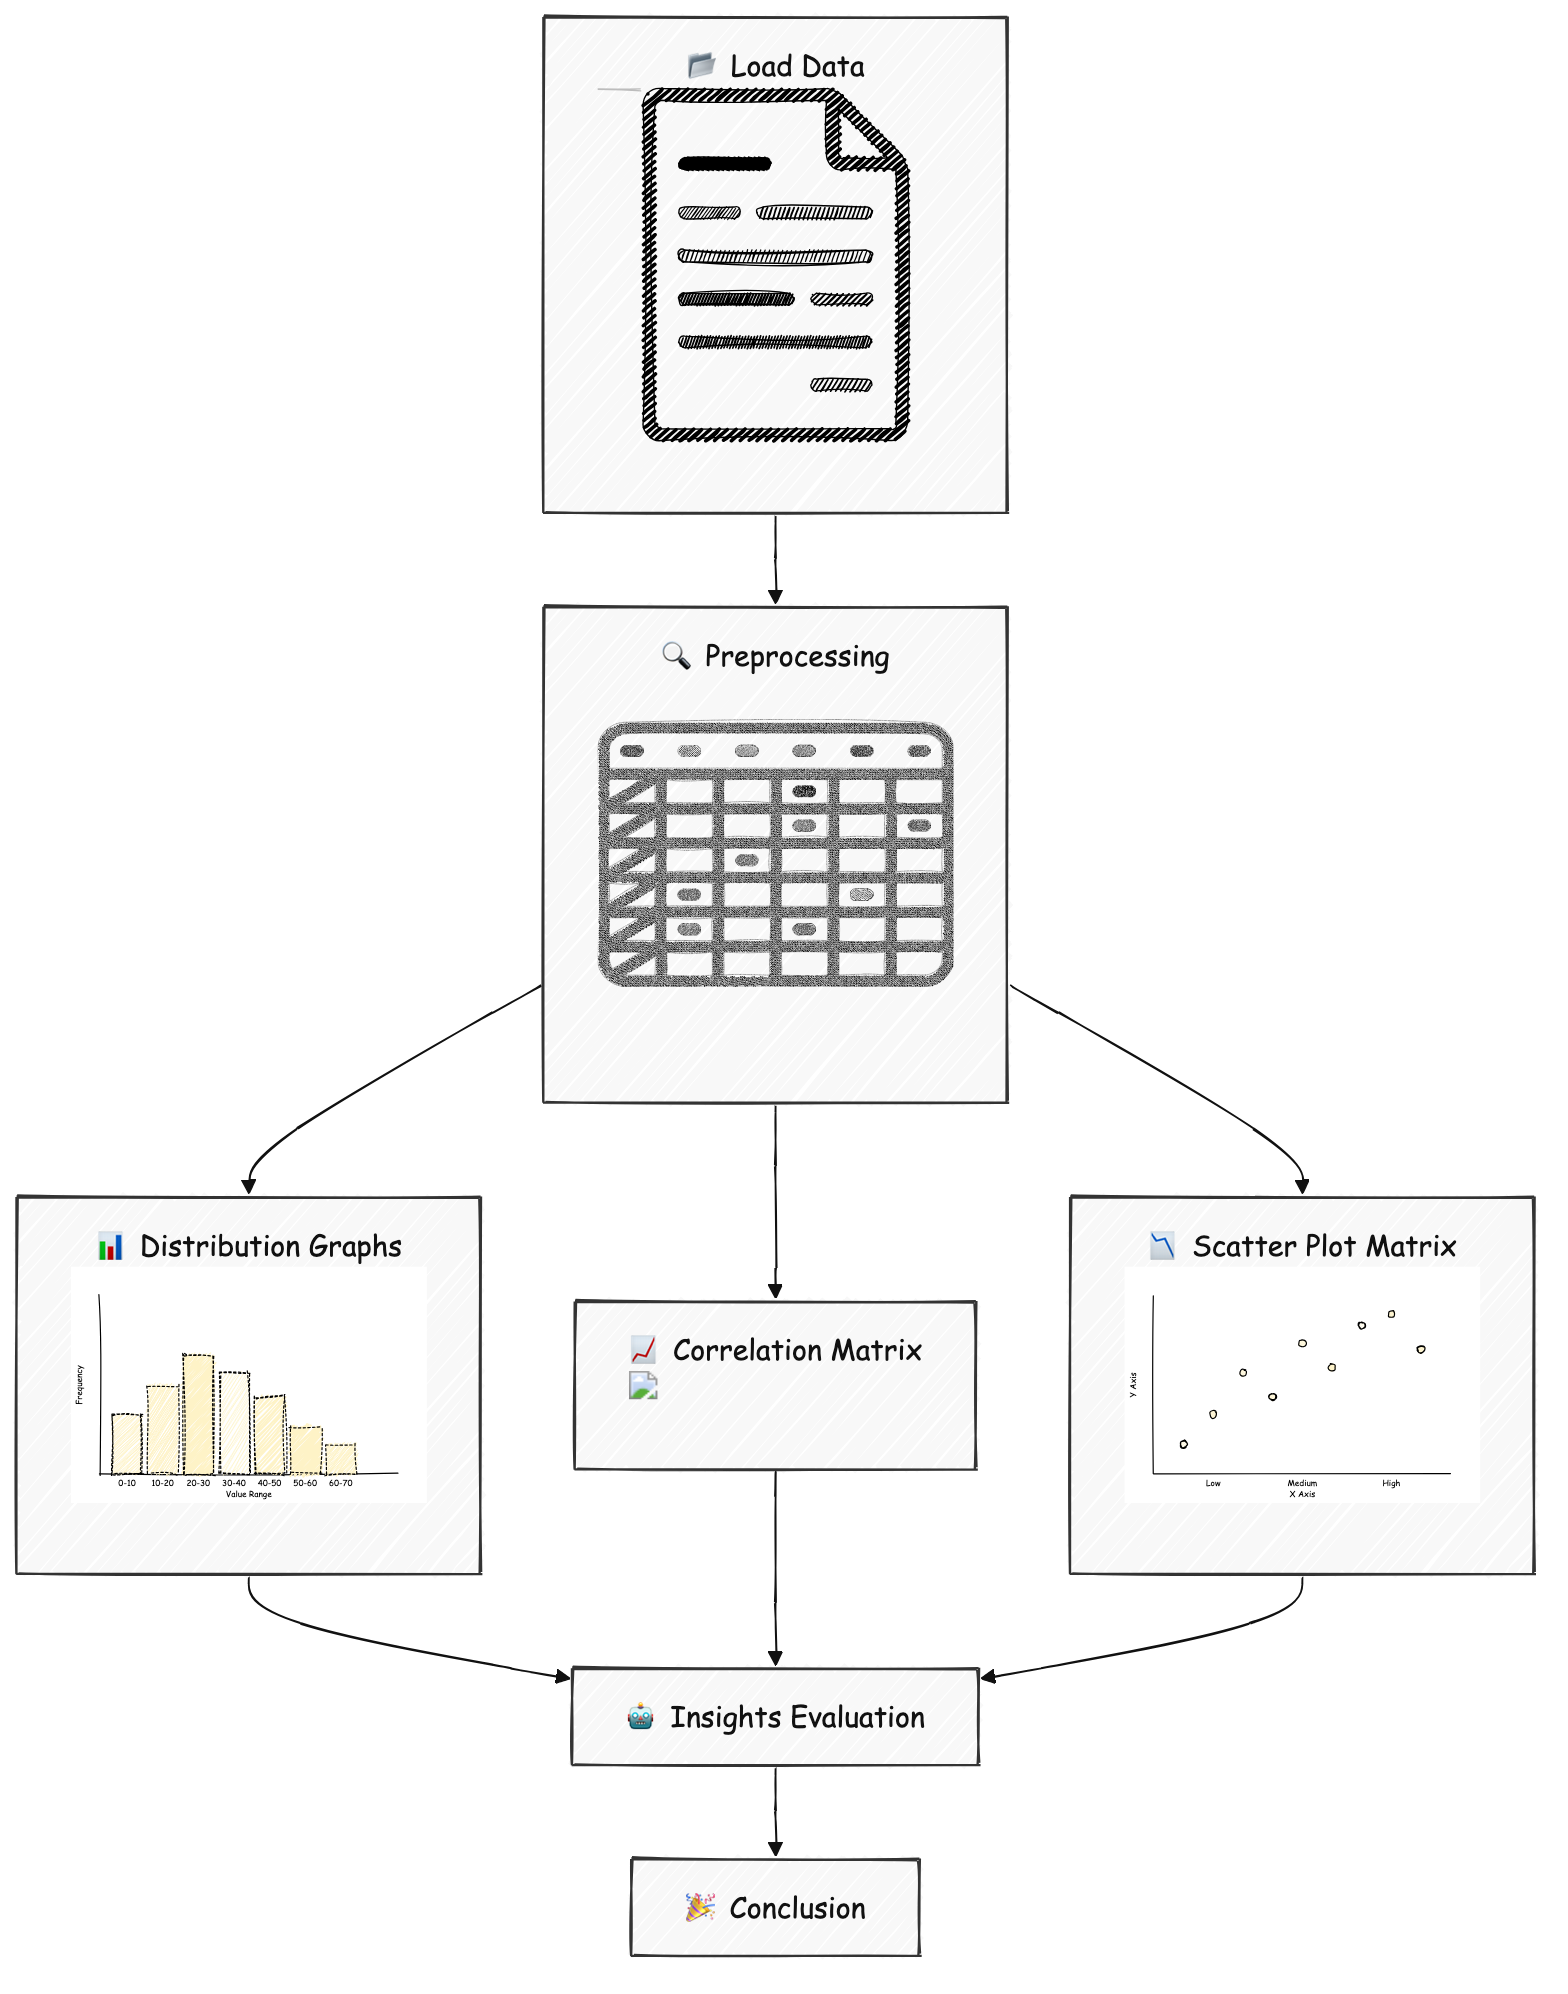 Load Data
Preprocessing
Distribution Graphs
Frequency
0-10 10-20 20-30 30-40 40-50 50-60 60-70
Value Range
Correlation Matrix
Scatter Plot Matrix
Y Axis
Low Medium High
X Axis
Insights Evaluation
Conclusion